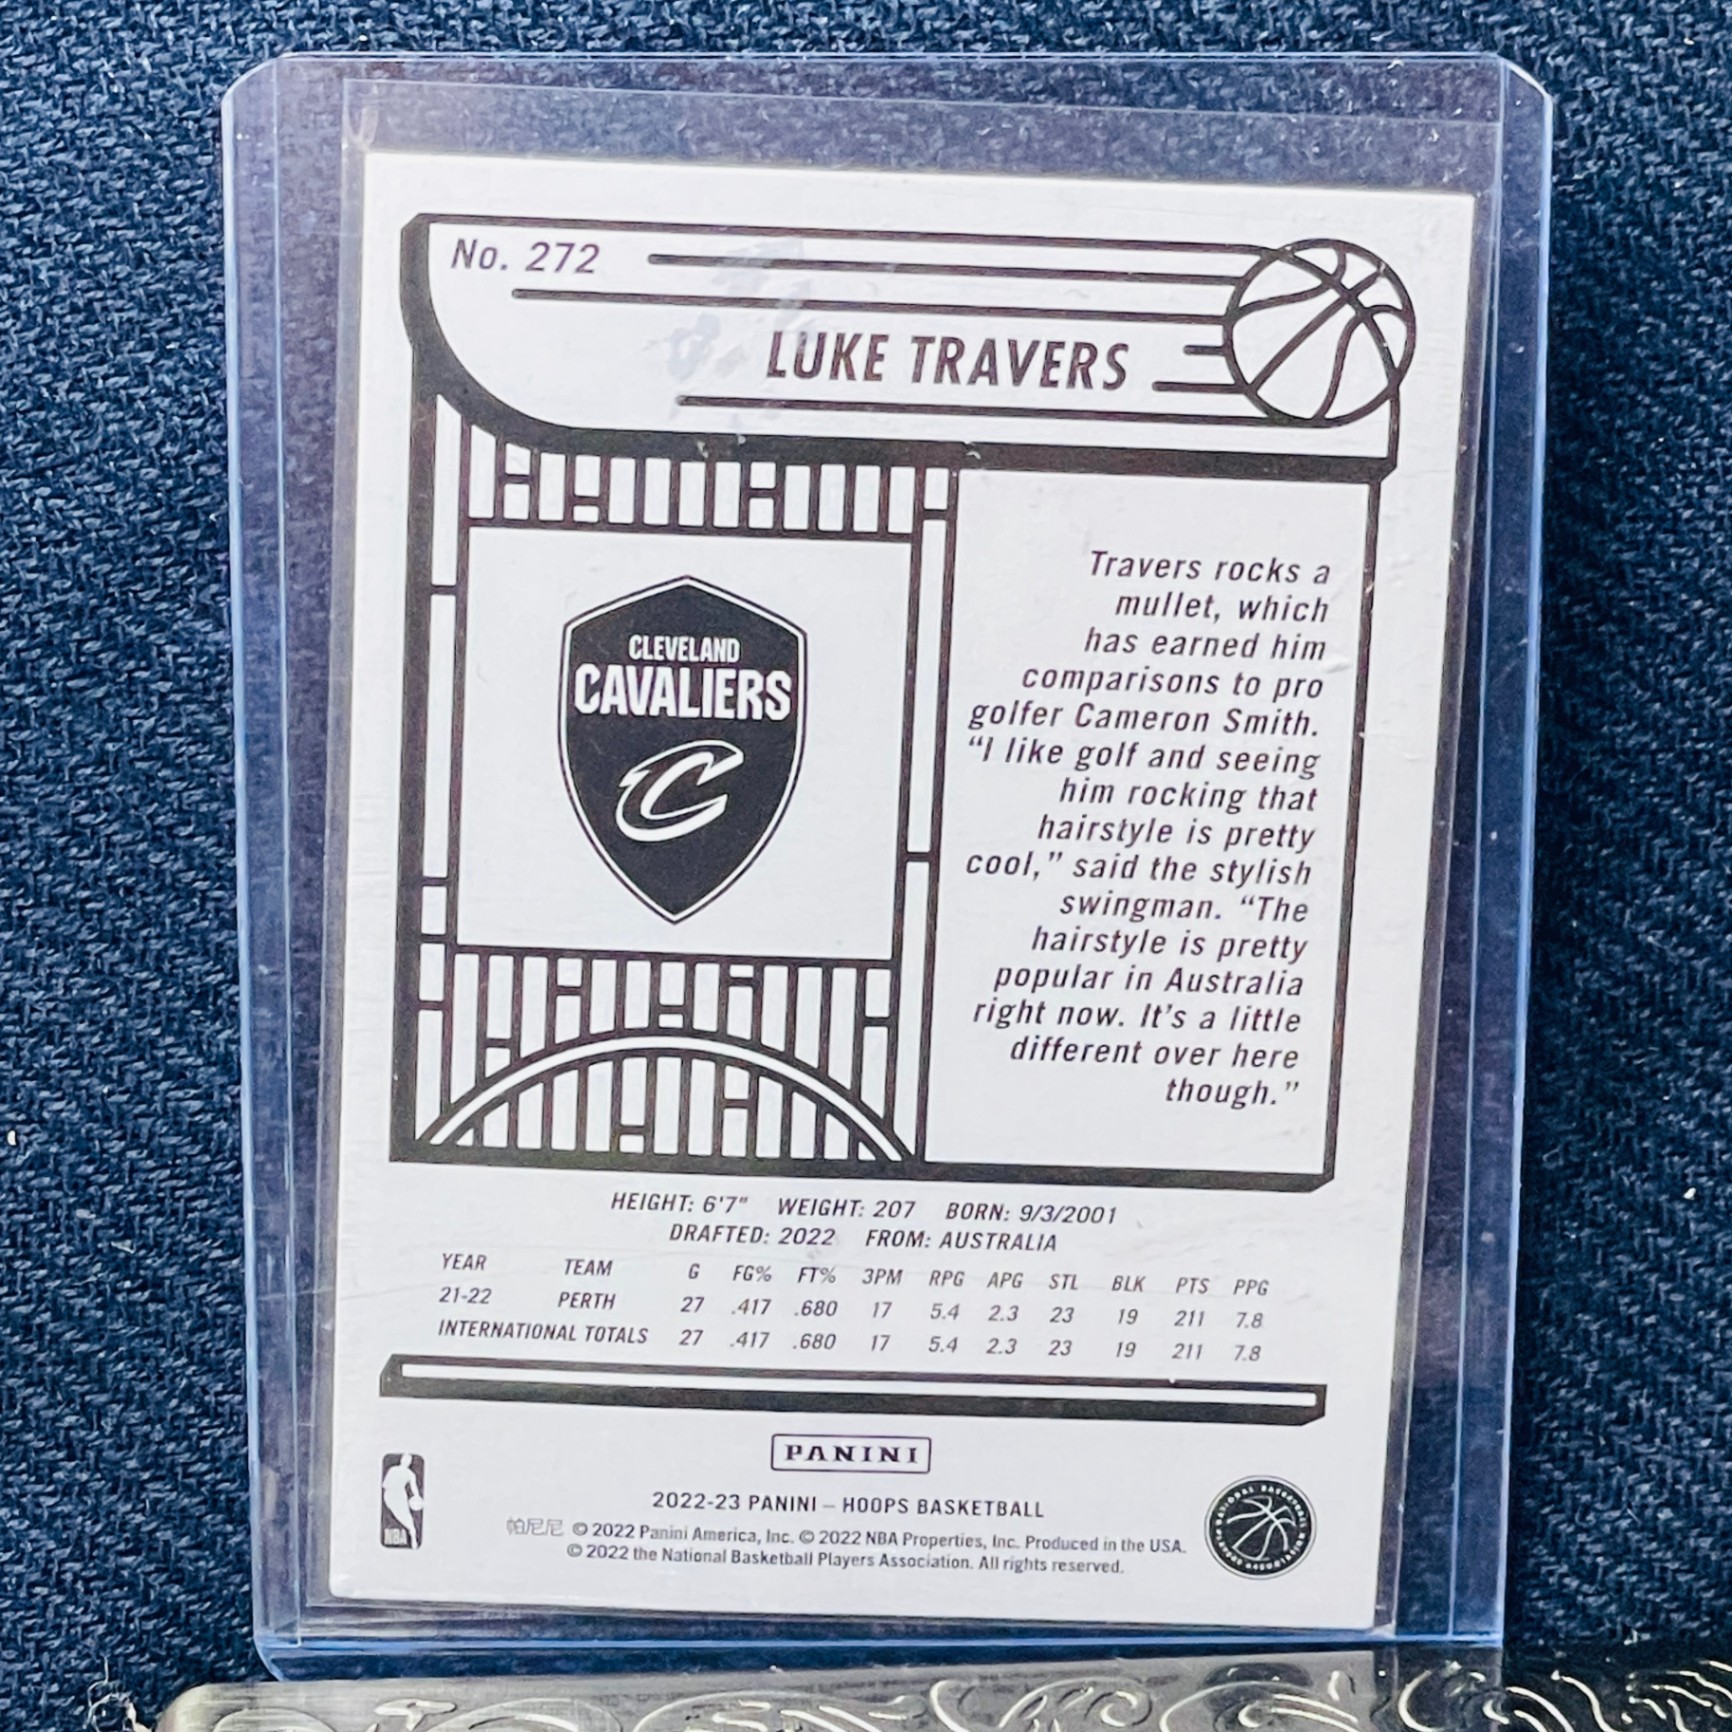 No. 272
LUKE TRAVERS
CLEVELAND
CAVALIERS
C
Travers rocks a
mullet, which
has earned him
comparisons to pro
golfer Cameron Smith.
“I like golf and seeing
him rocking that
hairstyle is pretty
cool,” said the stylish
swingman. “The
hairstyle is pretty
popular in Australia
right now. It’s a little
different over here
though.”
HEIGHT: 6'7" WEIGHT: 207 BORN: 9/3/2001
DRAFTED: 2022 FROM: AUSTRALIA
YEAR TEAM G FG% FT% 3PM RPG APG STL BLK PTS PPG
21-22 PERTH 27 .417 .680 17 5.4 2.3 23 19 211 7.8
INTERNATIONAL TOTALS 27 .417 .680 17 5.4 2.3 23 19 211 7.8
PANINI
2022-23 PANINI – HOOPS BASKETBALL
帕尼尼 © 2022 Panini America, Inc. © 2022 NBA Properties, Inc. Produced in the USA.
© 2022 the National Basketball Players Association. All rights reserved.
NBA